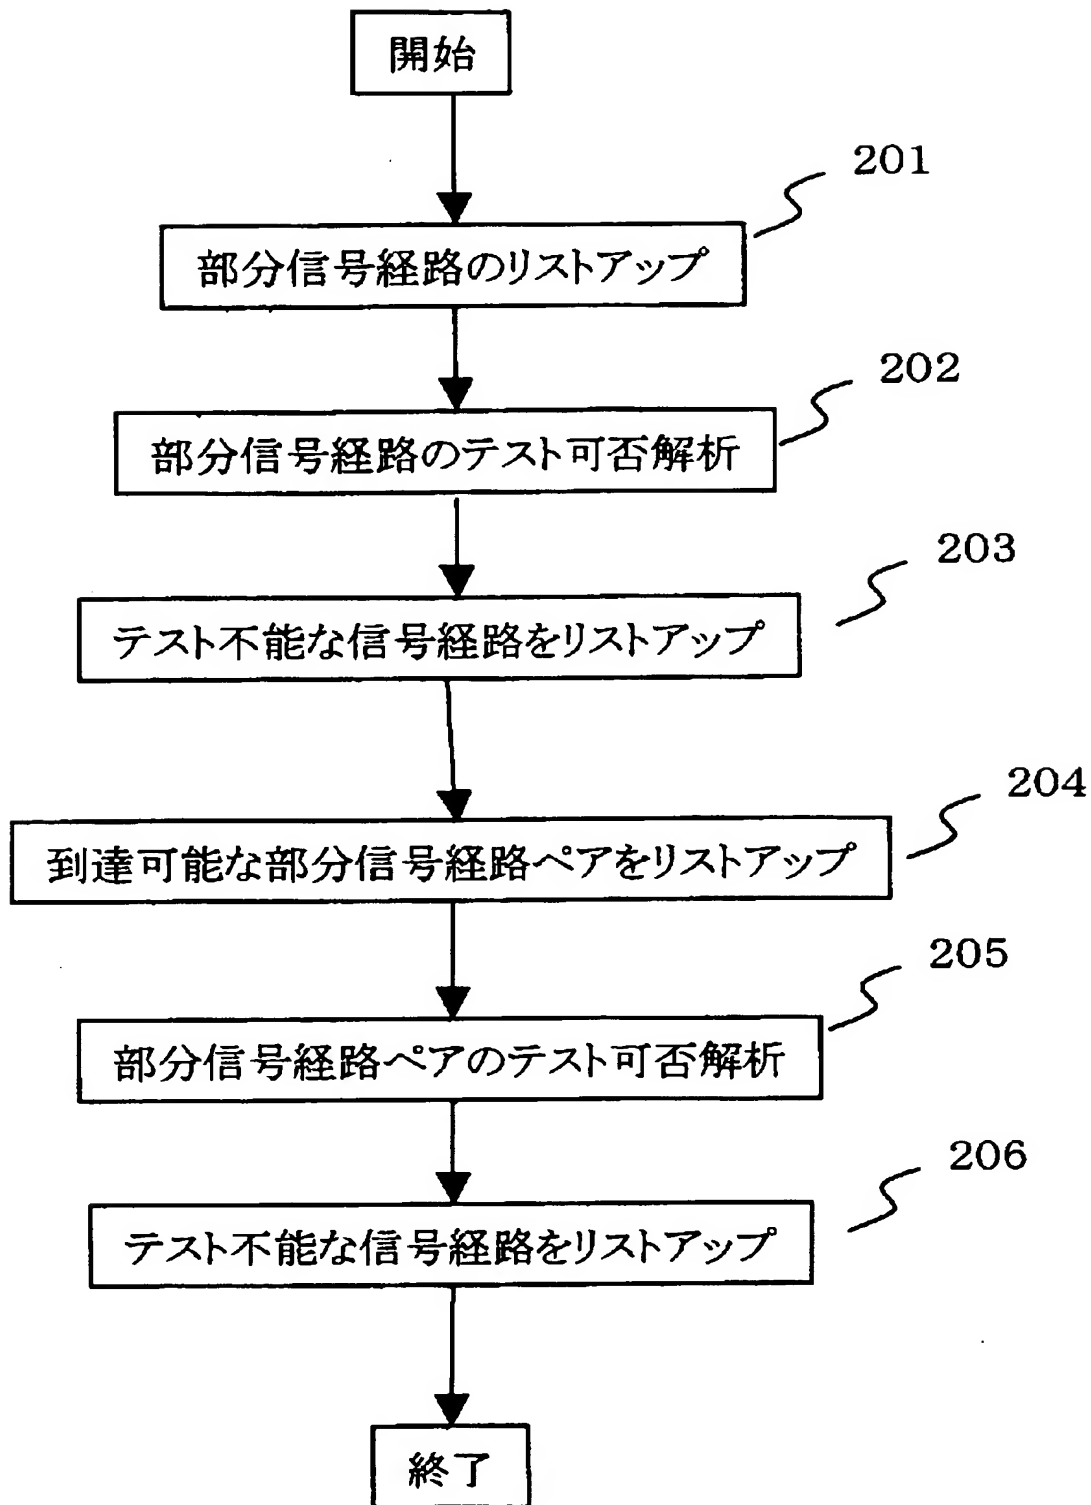 開始
201
部分信号経路のリストアップ
202
部分信号経路のテスト可否解析
203
テスト不能な信号経路をリストアップ
204
到達可能な部分信号経路ペアをリストアップ
205
部分信号経路ペアのテスト可否解析
206
テスト不能な信号経路をリストアップ
終了